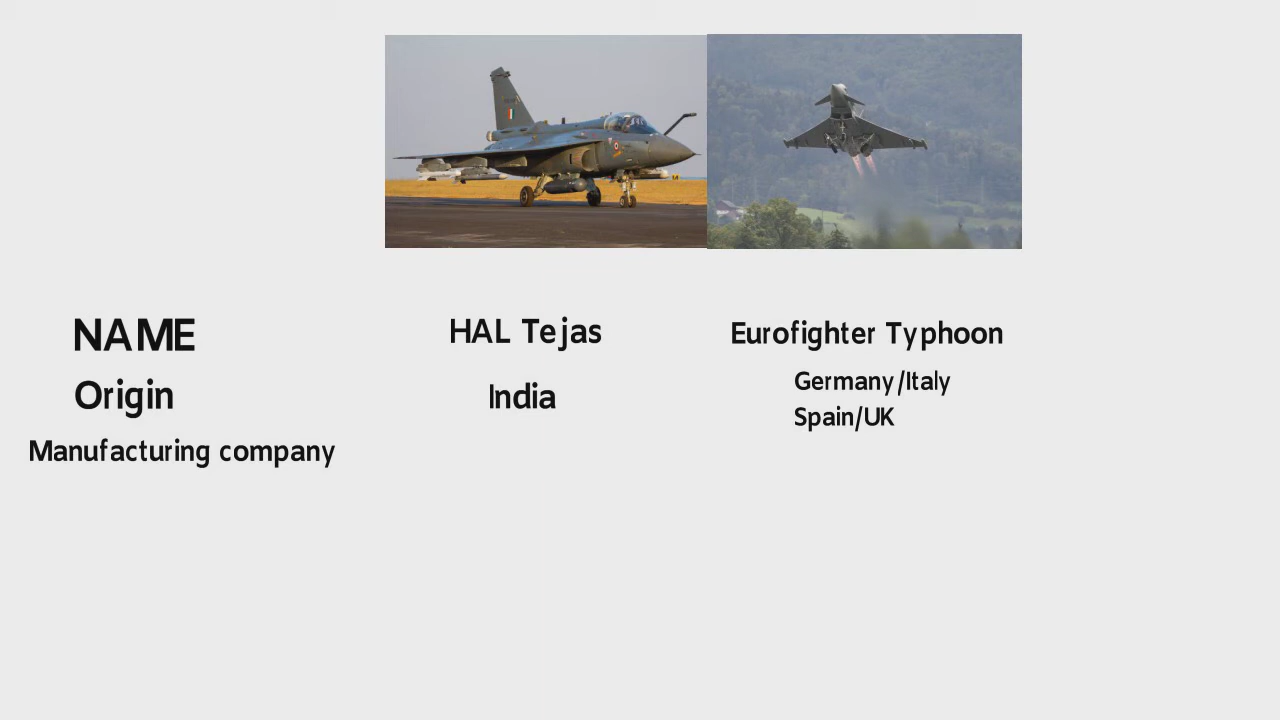 NAME HAL Tejas Eurofighter Typhoon
Origin India Germany/Italy
Spain/UK
Manufacturing company